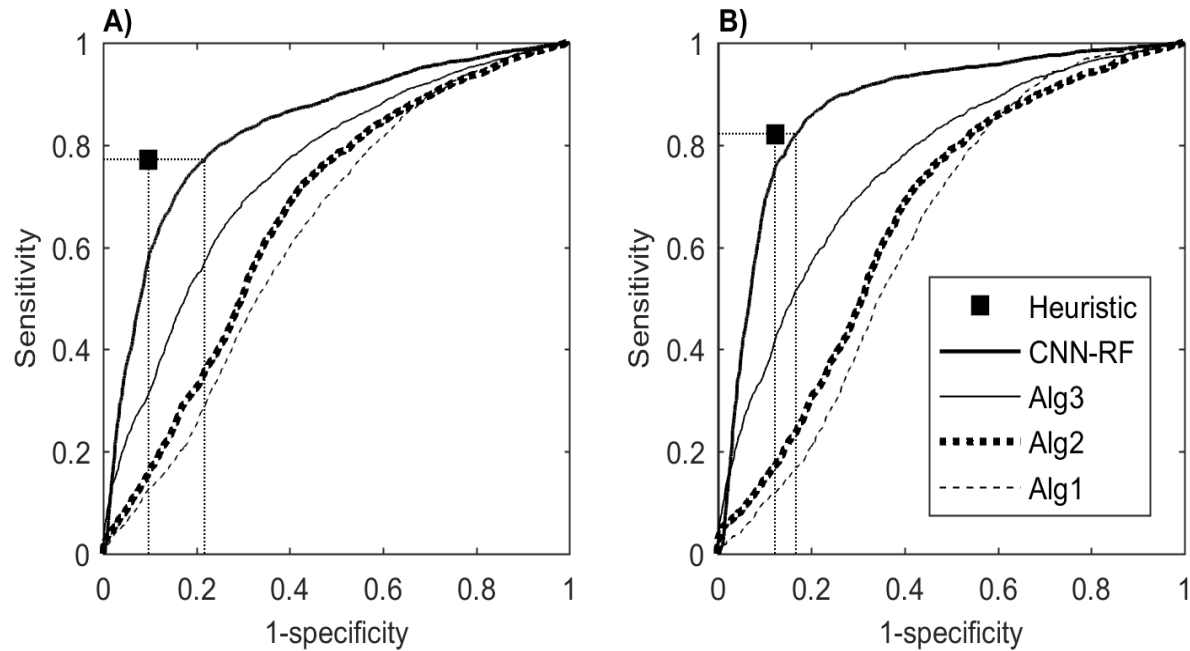 A)
1
0.8
0.6
0.4
0.2
0
Sensitivity
0 0.2 0.4 0.6 0.8 1
1-specificity
B)
1
0.8
0.6
0.4
0.2
0
Sensitivity
0 0.2 0.4 0.6 0.8 1
1-specificity
Heuristic
CNN-RF
Alg3
Alg2
Alg1